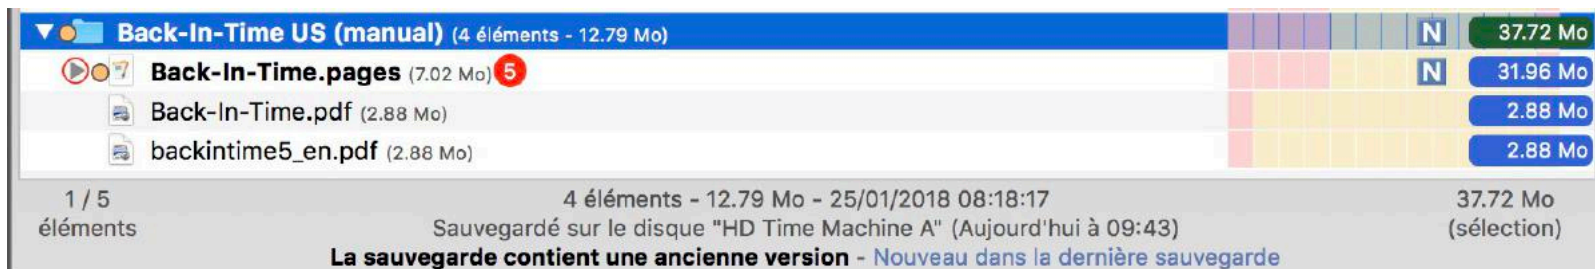 Back-In-Time US (manual) (4 éléments - 12.79 Mo) N 37.72 Mo
Back-In-Time.pages (7.02 Mo) 5 N 31.96 Mo
Back-In-Time.pdf (2.88 Mo) 2.88 Mo
backintime5_en.pdf (2.88 Mo) 2.88 Mo
1 / 5 4 éléments - 12.79 Mo - 25/01/2018 08:18:17 37.72 Mo
éléments Sauvegardé sur le disque "HD Time Machine A" (Aujourd'hui à 09:43) (sélection)
La sauvegarde contient une ancienne version - Nouveau dans la dernière sauvegarde